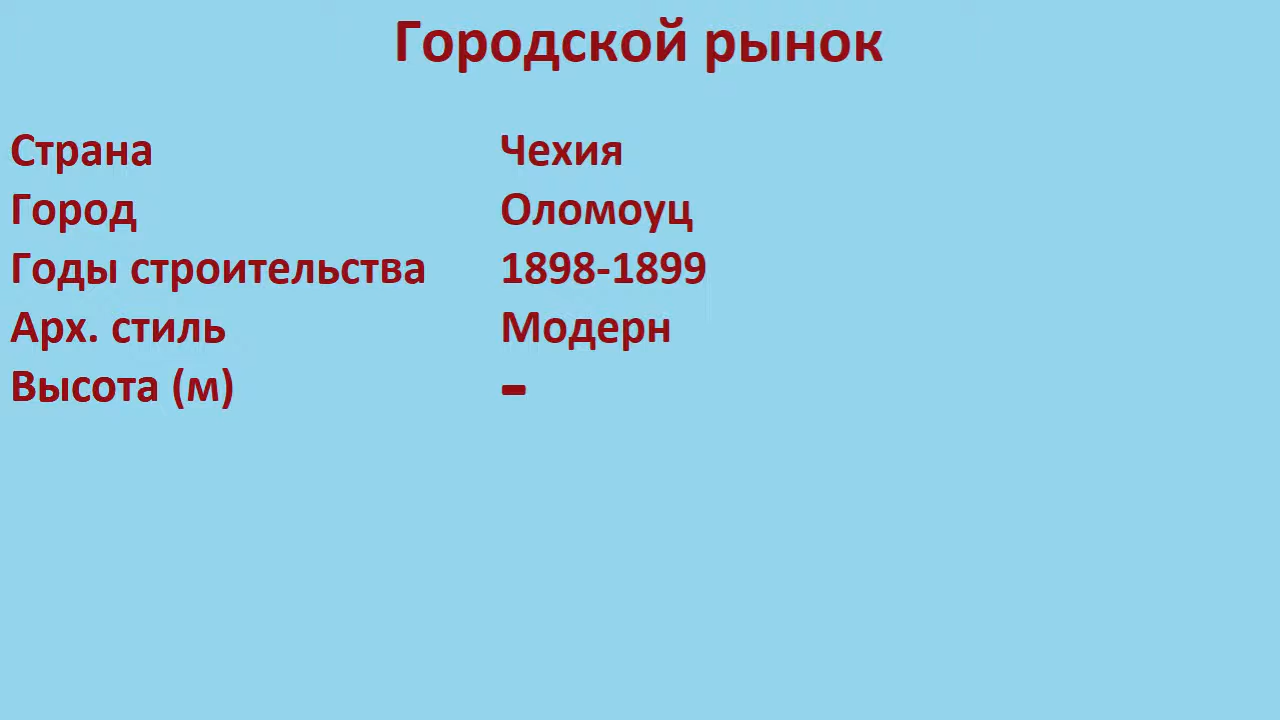 Городской рынок
Страна Чехия
Город Оломоуц
Годы строительства 1898-1899
Арх. стиль Модерн
Высота (м) -